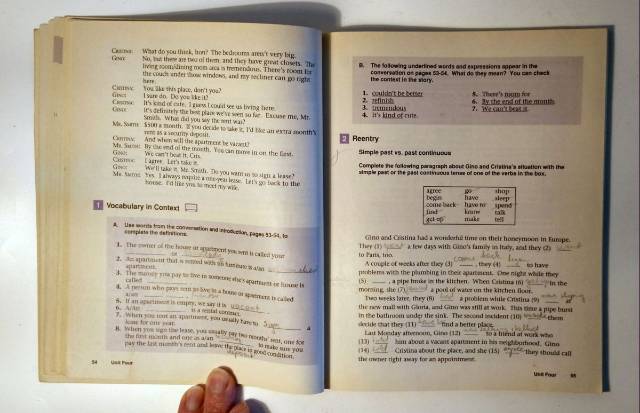 CRISTINA: What do you think, hon? The bedrooms aren't very big.
GINO: No, but there are two of them, and they have great closets. The
living room/dining room area is tremendous. There's room for
the couch under those windows, and my recliner can go right
here.
CRISTINA: You like this place, don't you?
GINO: I sure do. Do you like it?
CRISTINA: It's kind of cute. I guess I could see us living here.
GINO: It's definitely the best place we've seen so far. Excuse me, Mr.
Smith. What did you say the rent was?
MR. SMITH: $500 a month. If you decide to take it, I'd like an extra month's
rent as a security deposit.
CRISTINA: And when will the apartment be vacant?
MR. SMITH: By the end of the month. You can move in on the first.
GINO: We can't beat it, Cris.
CRISTINA: I agree. Let's take it.
GINO: We'll take it, Mr. Smith. Do you want us to sign a lease?
MR. SMITH: Yes. I always require a one-year lease. Let's go back to the
house. I'd like you to meet my wife.
1 Vocabulary in Context
A. Use words from the conversation and introduction, pages 53-54, to
complete the definitions.
1. The owner of the house or apartment you rent is called your
or
2. An apartment that is rented with its furniture is a/an
apartment.
3. The money you pay to live in someone else's apartment or house is
called
4. A person who pays rent to live in a home or apartment is called
a/an
5. If an apartment is empty, we say it is vacant
6. A/An is a rental contract.
7. When you rent an apartment, you usually have to sign a
lease for one year.
8. When you sign the lease, you usually pay two months' rent, one for
the first month and one as a/an to make sure you
pay the last month's rent and leave the place in good condition.
54 Unit Four
B. The following underlined words and expressions appear in the
conversation on pages 53-54. What do they mean? You can check
the context in the story.
1. couldn't be better
2. refinish
3. tremendous
4. It's kind of cute.
5. There's room for
6. By the end of the month.
7. We can't beat it.
2 Reentry
Simple past vs. past continuous
Complete the following paragraph about Gino and Cristina's situation with the
simple past or the past continuous tense of one of the verbs in the box.
agree go shop
begin have sleep
come back have to spend
find know talk
get up make tell
Gino and Cristina had a wonderful time on their honeymoon in Europe.
They (1) a few days with Gino's family in Italy, and they (2)
to Paris, too.
A couple of weeks after they (3) come back, they (4) to have
problems with the plumbing in their apartment. One night while they
(5) , a pipe broke in the kitchen. When Cristina (6) in the
morning, she (7) a pool of water on the kitchen floor.
Two weeks later, they (8) a problem while Cristina (9) at
the new mall with Gloria, and Gino was still at work. This time a pipe burst
in the bathroom under the sink. The second incident (10) them
decide that they (11) find a better place.
Last Monday afternoon, Gino (12) to a friend at work who
(13) him about a vacant apartment in his neighborhood. Gino
(14) told Cristina about the place, and she (15) they should call
the owner right away for an appointment.
Unit Four 55